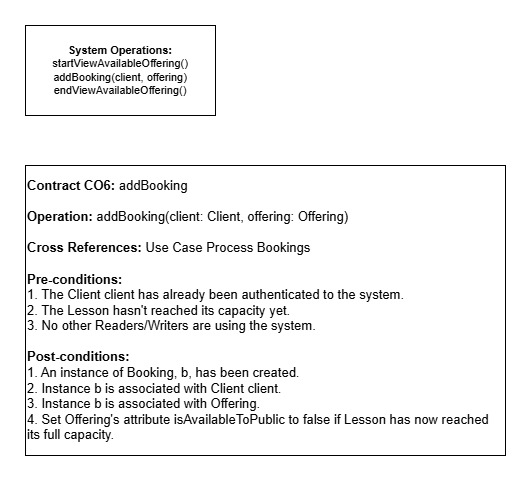 System Operations:
startViewAvailableOffering()
addBooking(client, offering)
endViewAvailableOffering()
Contract CO6: addBooking
Operation: addBooking(client: Client, offering: Offering)
Cross References: Use Case Process Bookings
Pre-conditions:
1. The Client client has already been authenticated to the system.
2. The Lesson hasn't reached its capacity yet.
3. No other Readers/Writers are using the system.
Post-conditions:
1. An instance of Booking, b, has been created.
2. Instance b is associated with Client client.
3. Instance b is associated with Offering.
4. Set Offering's attribute isAvailableToPublic to false if Lesson has now reached
its full capacity.